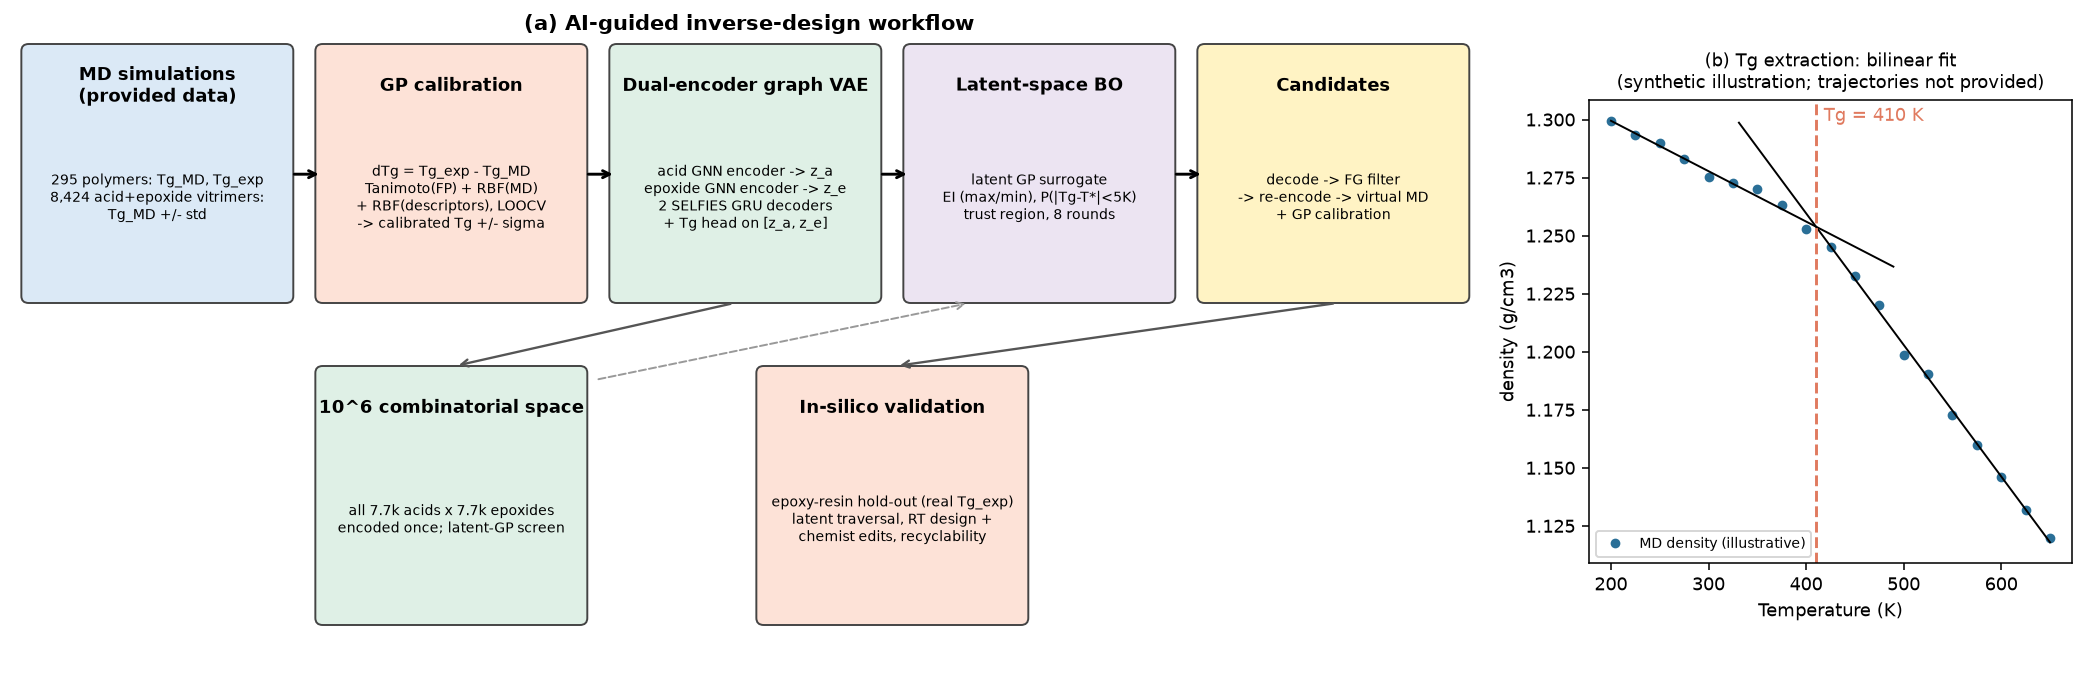 (a) AI-guided inverse-design workflow
MD simulations
(provided data)
295 polymers: Tg_MD, Tg_exp
8,424 acid+epoxide vitrimers:
Tg_MD +/- std
GP calibration
dTg = Tg_exp - Tg_MD
Tanimoto(FP) + RBF(MD)
+ RBF(descriptors), LOOCV
-> calibrated Tg +/- sigma
Dual-encoder graph VAE
acid GNN encoder -> z_a
epoxide GNN encoder -> z_e
2 SELFIES GRU decoders
+ Tg head on [z_a, z_e]
Latent-space BO
latent GP surrogate
EI (max/min), P(|Tg-T*|<5K)
trust region, 8 rounds
Candidates
decode -> FG filter
-> re-encode -> virtual MD
+ GP calibration
10^6 combinatorial space
all 7.7k acids x 7.7k epoxides
encoded once; latent-GP screen
In-silico validation
epoxy-resin hold-out (real Tg_exp)
latent traversal, RT design +
chemist edits, recyclability
(b) Tg extraction: bilinear fit
(synthetic illustration; trajectories not provided)
Tg = 410 K
density (g/cm3)
1.300
1.275
1.250
1.225
1.200
1.175
1.150
1.125
MD density (illustrative)
200 300 400 500 600
Temperature (K)